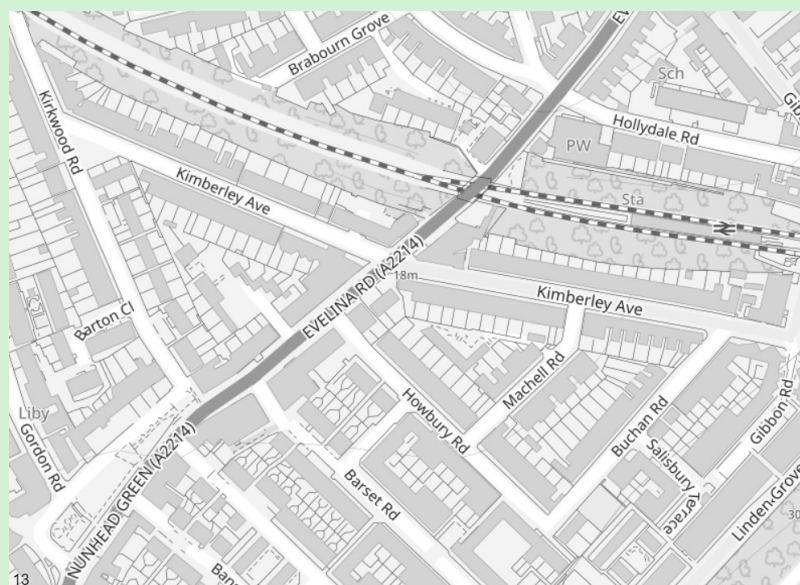 Brabourn Grove
Sch
Kirkwood Rd
Hollydale Rd
PW
Kimberley Ave
Sta
EVELINA RD (A2214)
18m
Kimberley Ave
Barton Cl
Machell Rd
Howbury Rd
Buchan Rd
Gibbon Rd
Liby
Gordon Rd
Salisbury Terrace
Barset Rd
Linden Grove
NUNHEAD GREEN (A2214)
30
13